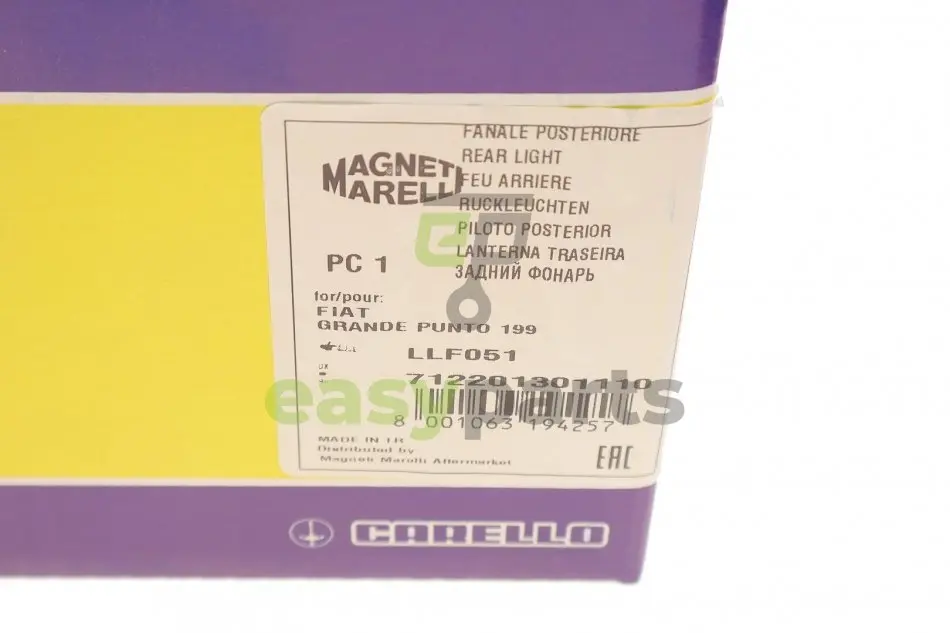 FANALE POSTERIORE
REAR LIGHT
FEU ARRIERE
RUCKLEUCHTEN
PILOTO POSTERIOR
LANTERNA TRASEIRA
ЗАДНИЙ ФОНАРЬ
MAGNETI
MARELLI
PC 1
for/pour:
FIAT
GRANDE PUNTO 199
LLF051
712201301110
easyparts
8 001063 194257
MADE IN TR
Distributed by
Magneti Marelli Aftermarket
EAC
CARELLO